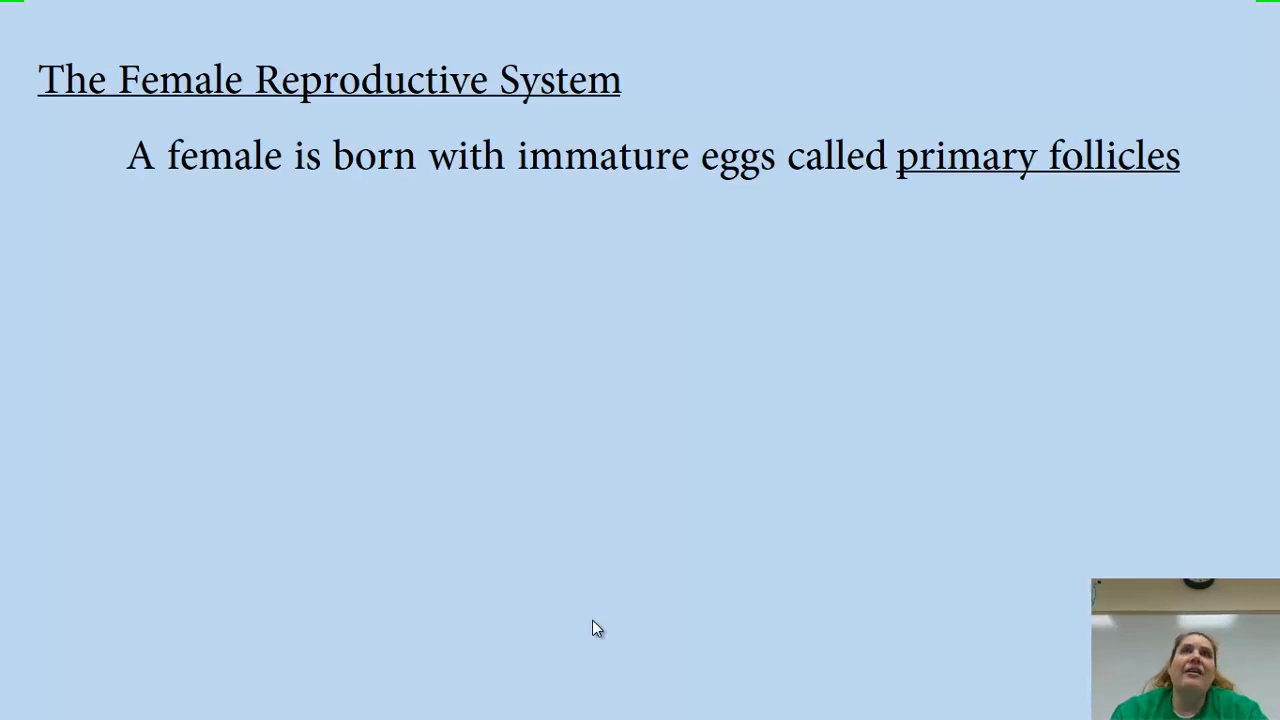 The Female Reproductive System
A female is born with immature eggs called primary follicles